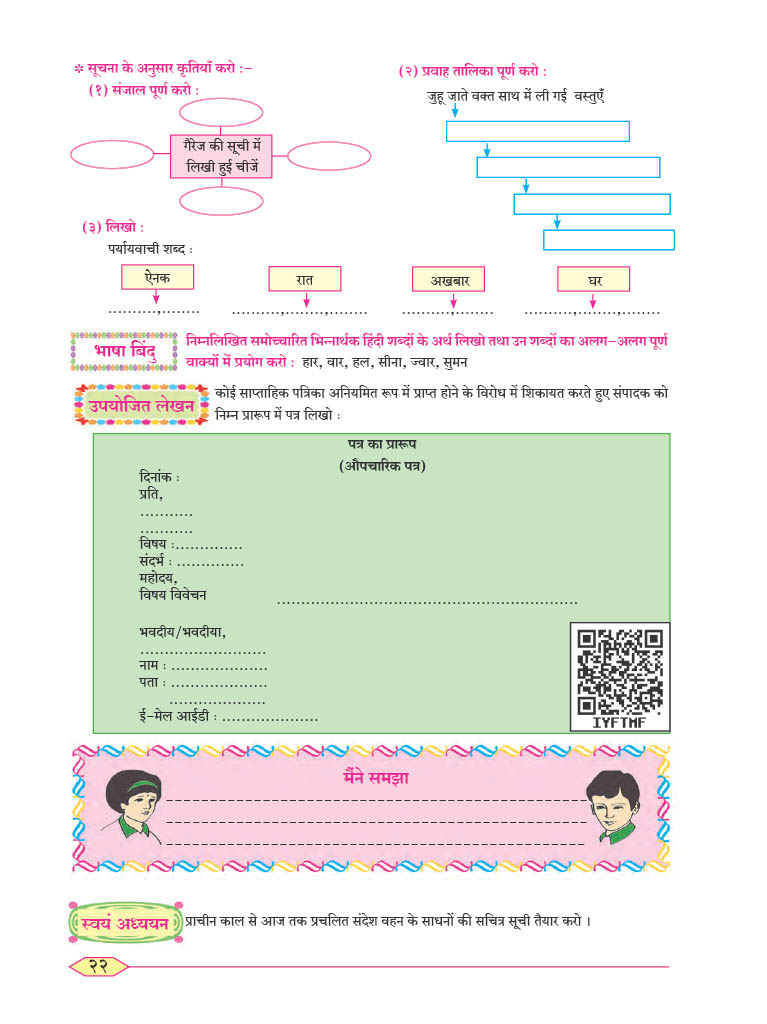 ❉ सूचना के अनुसार कृतियाँ करो :-
(१) संजाल पूर्ण करो :
गैरेज की सूची में
लिखी हुई चीजें
(२) प्रवाह तालिका पूर्ण करो :
जुहू जाते वक्त साथ में ली गई वस्तुएँ
(३) लिखो :
पर्यायवाची शब्द :
ऐनक रात अखबार घर
..........,........ ..........,........,........ ..........,........ ..........,........,........
भाषा बिंदु
निम्नलिखित समोच्चारित भिन्नार्थक हिंदी शब्दों के अर्थ लिखो तथा उन शब्दों का अलग-अलग पूर्ण
वाक्यों में प्रयोग करो : हार, वार, हल, सीना, ज्वार, सुमन
उपयोजित लेखन
कोई साप्ताहिक पत्रिका अनियमित रूप में प्राप्त होने के विरोध में शिकायत करते हुए संपादक को
निम्न प्रारूप में पत्र लिखो :
पत्र का प्रारूप
(औपचारिक पत्र)
दिनांक :
प्रति,
...........
...........
विषय :..............
संदर्भ : ..............
महोदय,
विषय विवेचन ..............................................................
भवदीय/भवदीया,
..........................
नाम : ....................
पता : ....................
....................
ई-मेल आईडी : ....................
IYFTMF
मैंने समझा
स्वयं अध्ययन
प्राचीन काल से आज तक प्रचलित संदेश वहन के साधनों की सचित्र सूची तैयार करो ।
२२